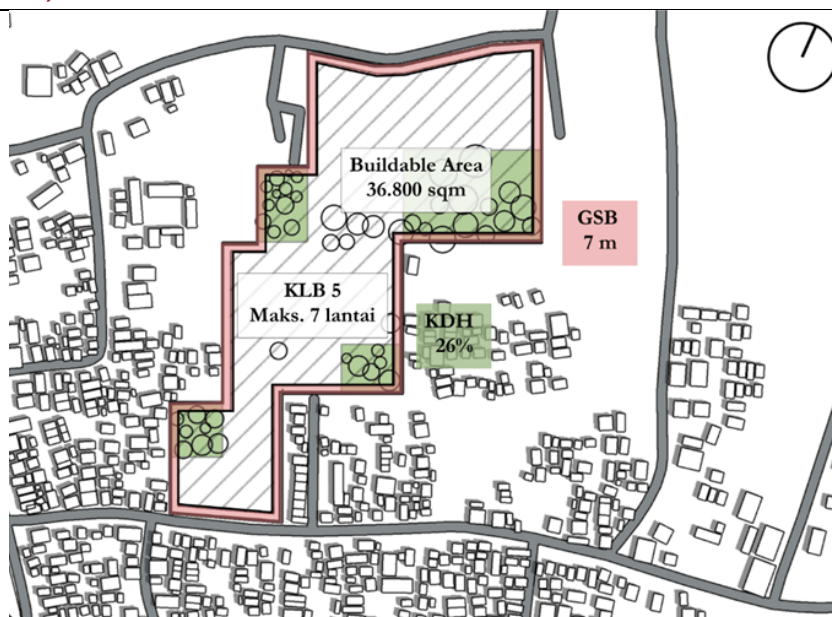 Buildable Area
36.800 sqm
GSB
7 m
KLB 5
Maks. 7 lantai
KDH
26%